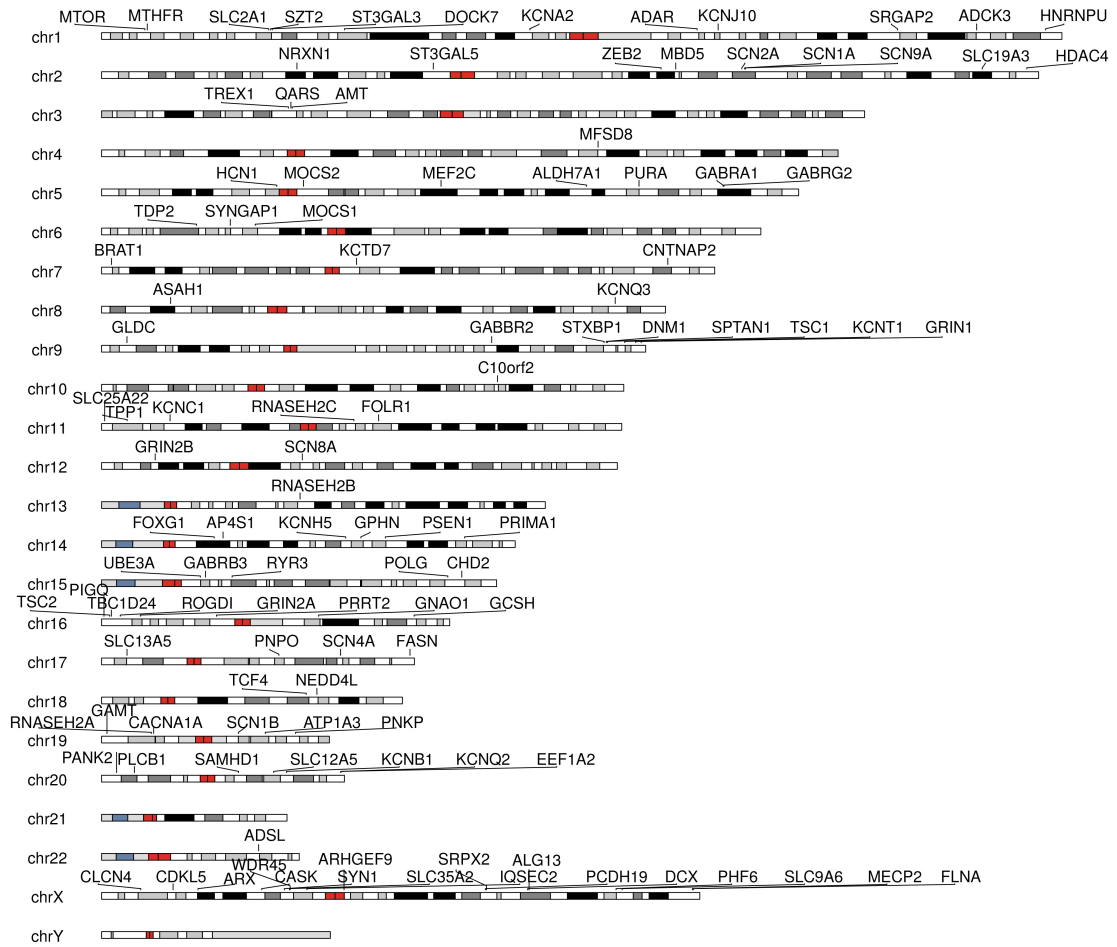 MTOR MTHFR SLC2A1 SZT2 ST3GAL3 DOCK7 KCNA2 ADAR KCNJ10 SRGAP2 ADCK3 HNRNPU
chr1
NRXN1 ST3GAL5 ZEB2 MBD5 SCN2A SCN1A SCN9A SLC19A3 HDAC4
chr2
TREX1 QARS AMT
chr3
MFSD8
chr4
HCN1 MOCS2 MEF2C ALDH7A1 PURA GABRA1 GABRG2
chr5
TDP2 SYNGAP1 MOCS1
chr6
BRAT1 KCTD7 CNTNAP2
chr7
ASAH1 KCNQ3
chr8
GLDC GABBR2 STXBP1 DNM1 SPTAN1 TSC1 KCNT1 GRIN1
chr9
C10orf2
chr10
SLC25A22
TPP1 KCNC1 RNASEH2C FOLR1
chr11
GRIN2B SCN8A
chr12
RNASEH2B
chr13
FOXG1 AP4S1 KCNH5 GPHN PSEN1 PRIMA1
chr14
UBE3A GABRB3 RYR3 POLG CHD2
chr15
PIGQ
TSC2 TBC1D24 ROGDI GRIN2A PRRT2 GNAO1 GCSH
chr16
SLC13A5 PNPO SCN4A FASN
chr17
TCF4 NEDD4L
chr18
GAMT
RNASEH2A CACNA1A SCN1B ATP1A3 PNKP
chr19
PANK2 PLCB1 SAMHD1 SLC12A5 KCNB1 KCNQ2 EEF1A2
chr20
chr21
ADSL
chr22
WDR45 ARHGEF9 SRPX2 ALG13
CLCN4 CDKL5 ARX CASK SYN1 SLC35A2 IQSEC2 PCDH19 DCX PHF6 SLC9A6 MECP2 FLNA
chrX
chrY